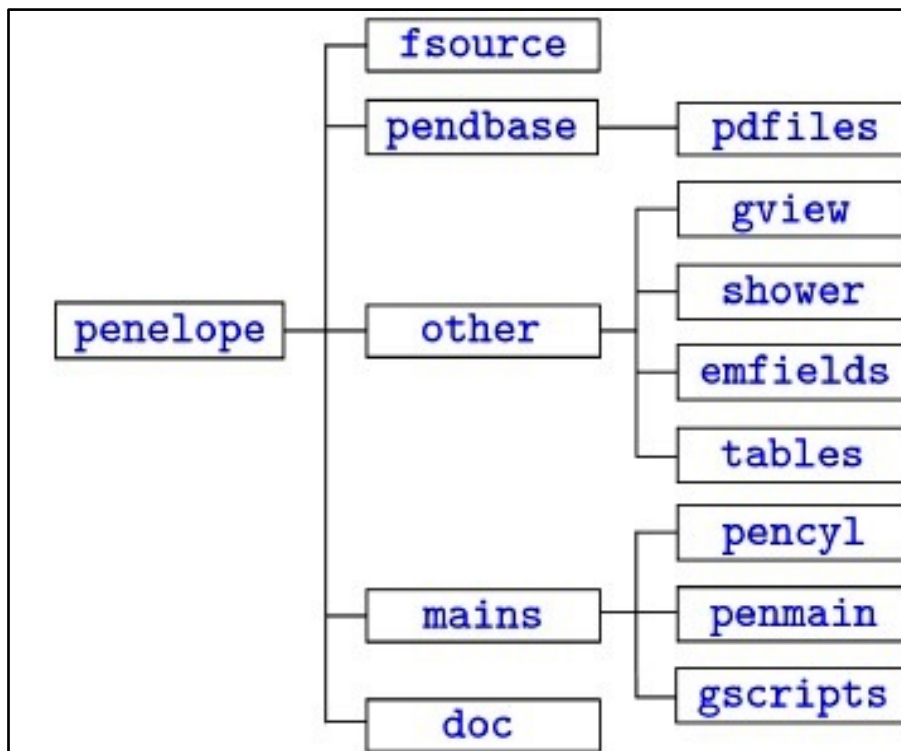 fsource
pendbase
pdfiles
gview
shower
penelope
other
emfields
tables
pencyl
mains
penmain
gscripts
doc